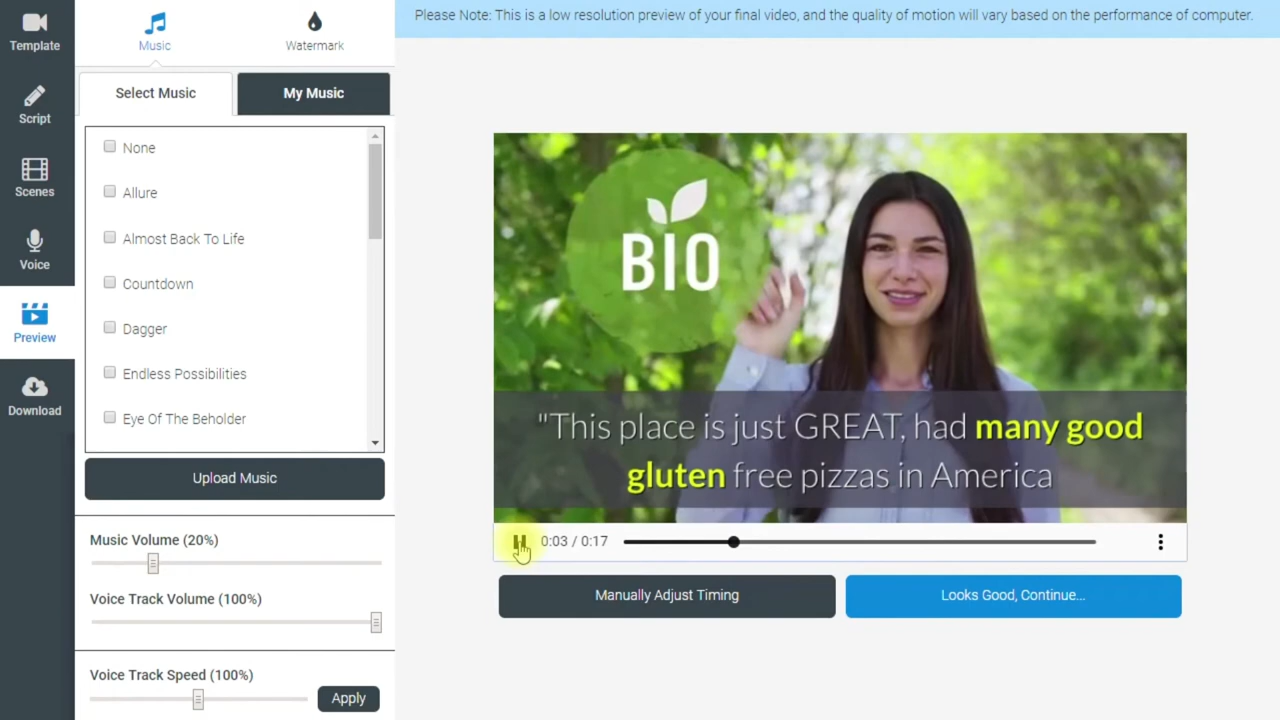 Please Note: This is a low resolution preview of your final video, and the quality of motion will vary based on the performance of computer.
Template
Script
Scenes
Voice
Preview
Download
Music
Watermark
Select Music
My Music
None
Allure
Almost Back To Life
Countdown
Dagger
Endless Possibilities
Eye Of The Beholder
Upload Music
Music Volume (20%)
Voice Track Volume (100%)
Voice Track Speed (100%)
Apply
BIO
"This place is just GREAT, had many good
gluten free pizzas in America
0:03 / 0:17
Manually Adjust Timing
Looks Good, Continue...